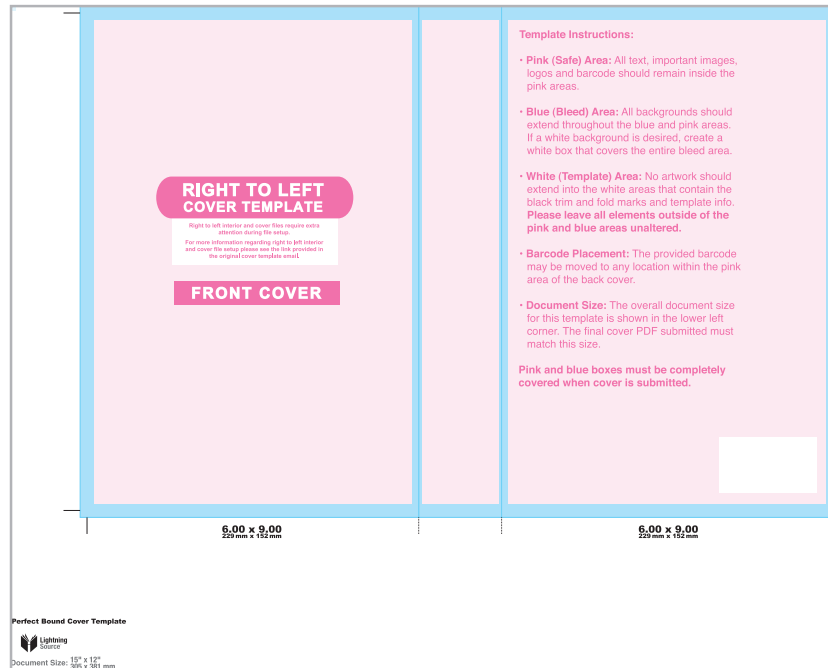 RIGHT TO LEFT
COVER TEMPLATE
Right to left interior and cover files require extra
attention during file setup.
For more information regarding right to left interior
and cover file setup please see the link provided in
the original cover template email.
FRONT COVER
Template Instructions:
• Pink (Safe) Area: All text, important images,
logos and barcode should remain inside the
pink areas.
• Blue (Bleed) Area: All backgrounds should
extend throughout the blue and pink areas.
If a white background is desired, create a
white box that covers the entire bleed area.
• White (Template) Area: No artwork should
extend into the white areas that contain the
black trim and fold marks and template info.
Please leave all elements outside of the
pink and blue areas unaltered.
• Barcode Placement: The provided barcode
may be moved to any location within the pink
area of the back cover.
• Document Size: The overall document size
for this template is shown in the lower left
corner. The final cover PDF submitted must
match this size.
Pink and blue boxes must be completely
covered when cover is submitted.
6.00 x 9.00
229 mm x 152 mm
6.00 x 9.00
229 mm x 152 mm
Perfect Bound Cover Template
Lightning
Source
Document Size: 15" x 12"
305 x 381 mm